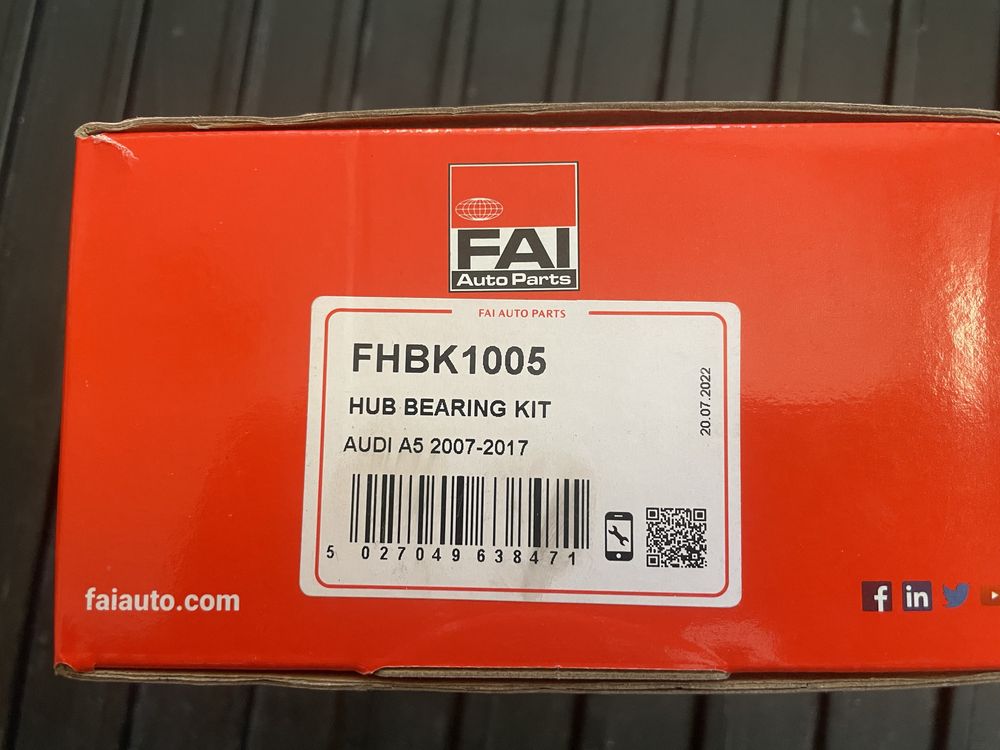 FAI
Auto Parts
FAI AUTO PARTS
FHBK1005
HUB BEARING KIT
AUDI A5 2007-2017
20.07.2022
5 027049 638471
faiauto.com
f in